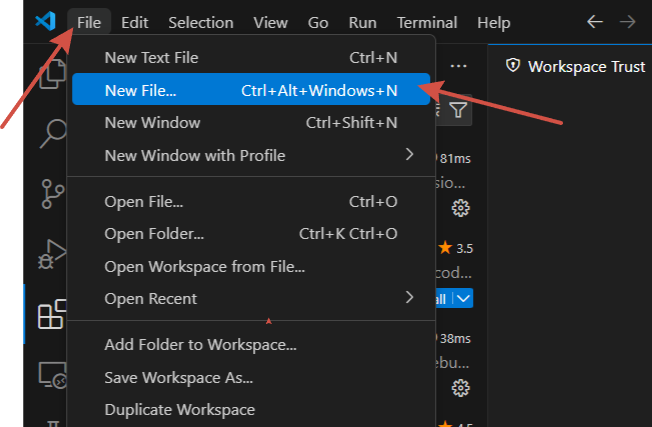 File Edit Selection View Go Run Terminal Help
New Text File Ctrl+N
New File... Ctrl+Alt+Windows+N
New Window Ctrl+Shift+N
New Window with Profile
Open File... Ctrl+O
Open Folder... Ctrl+K Ctrl+O
Open Workspace from File...
Open Recent
Add Folder to Workspace...
Save Workspace As...
Duplicate Workspace
81ms
sio...
3.5
cod...
all
38ms
ebu...
4.5
Workspace Trust